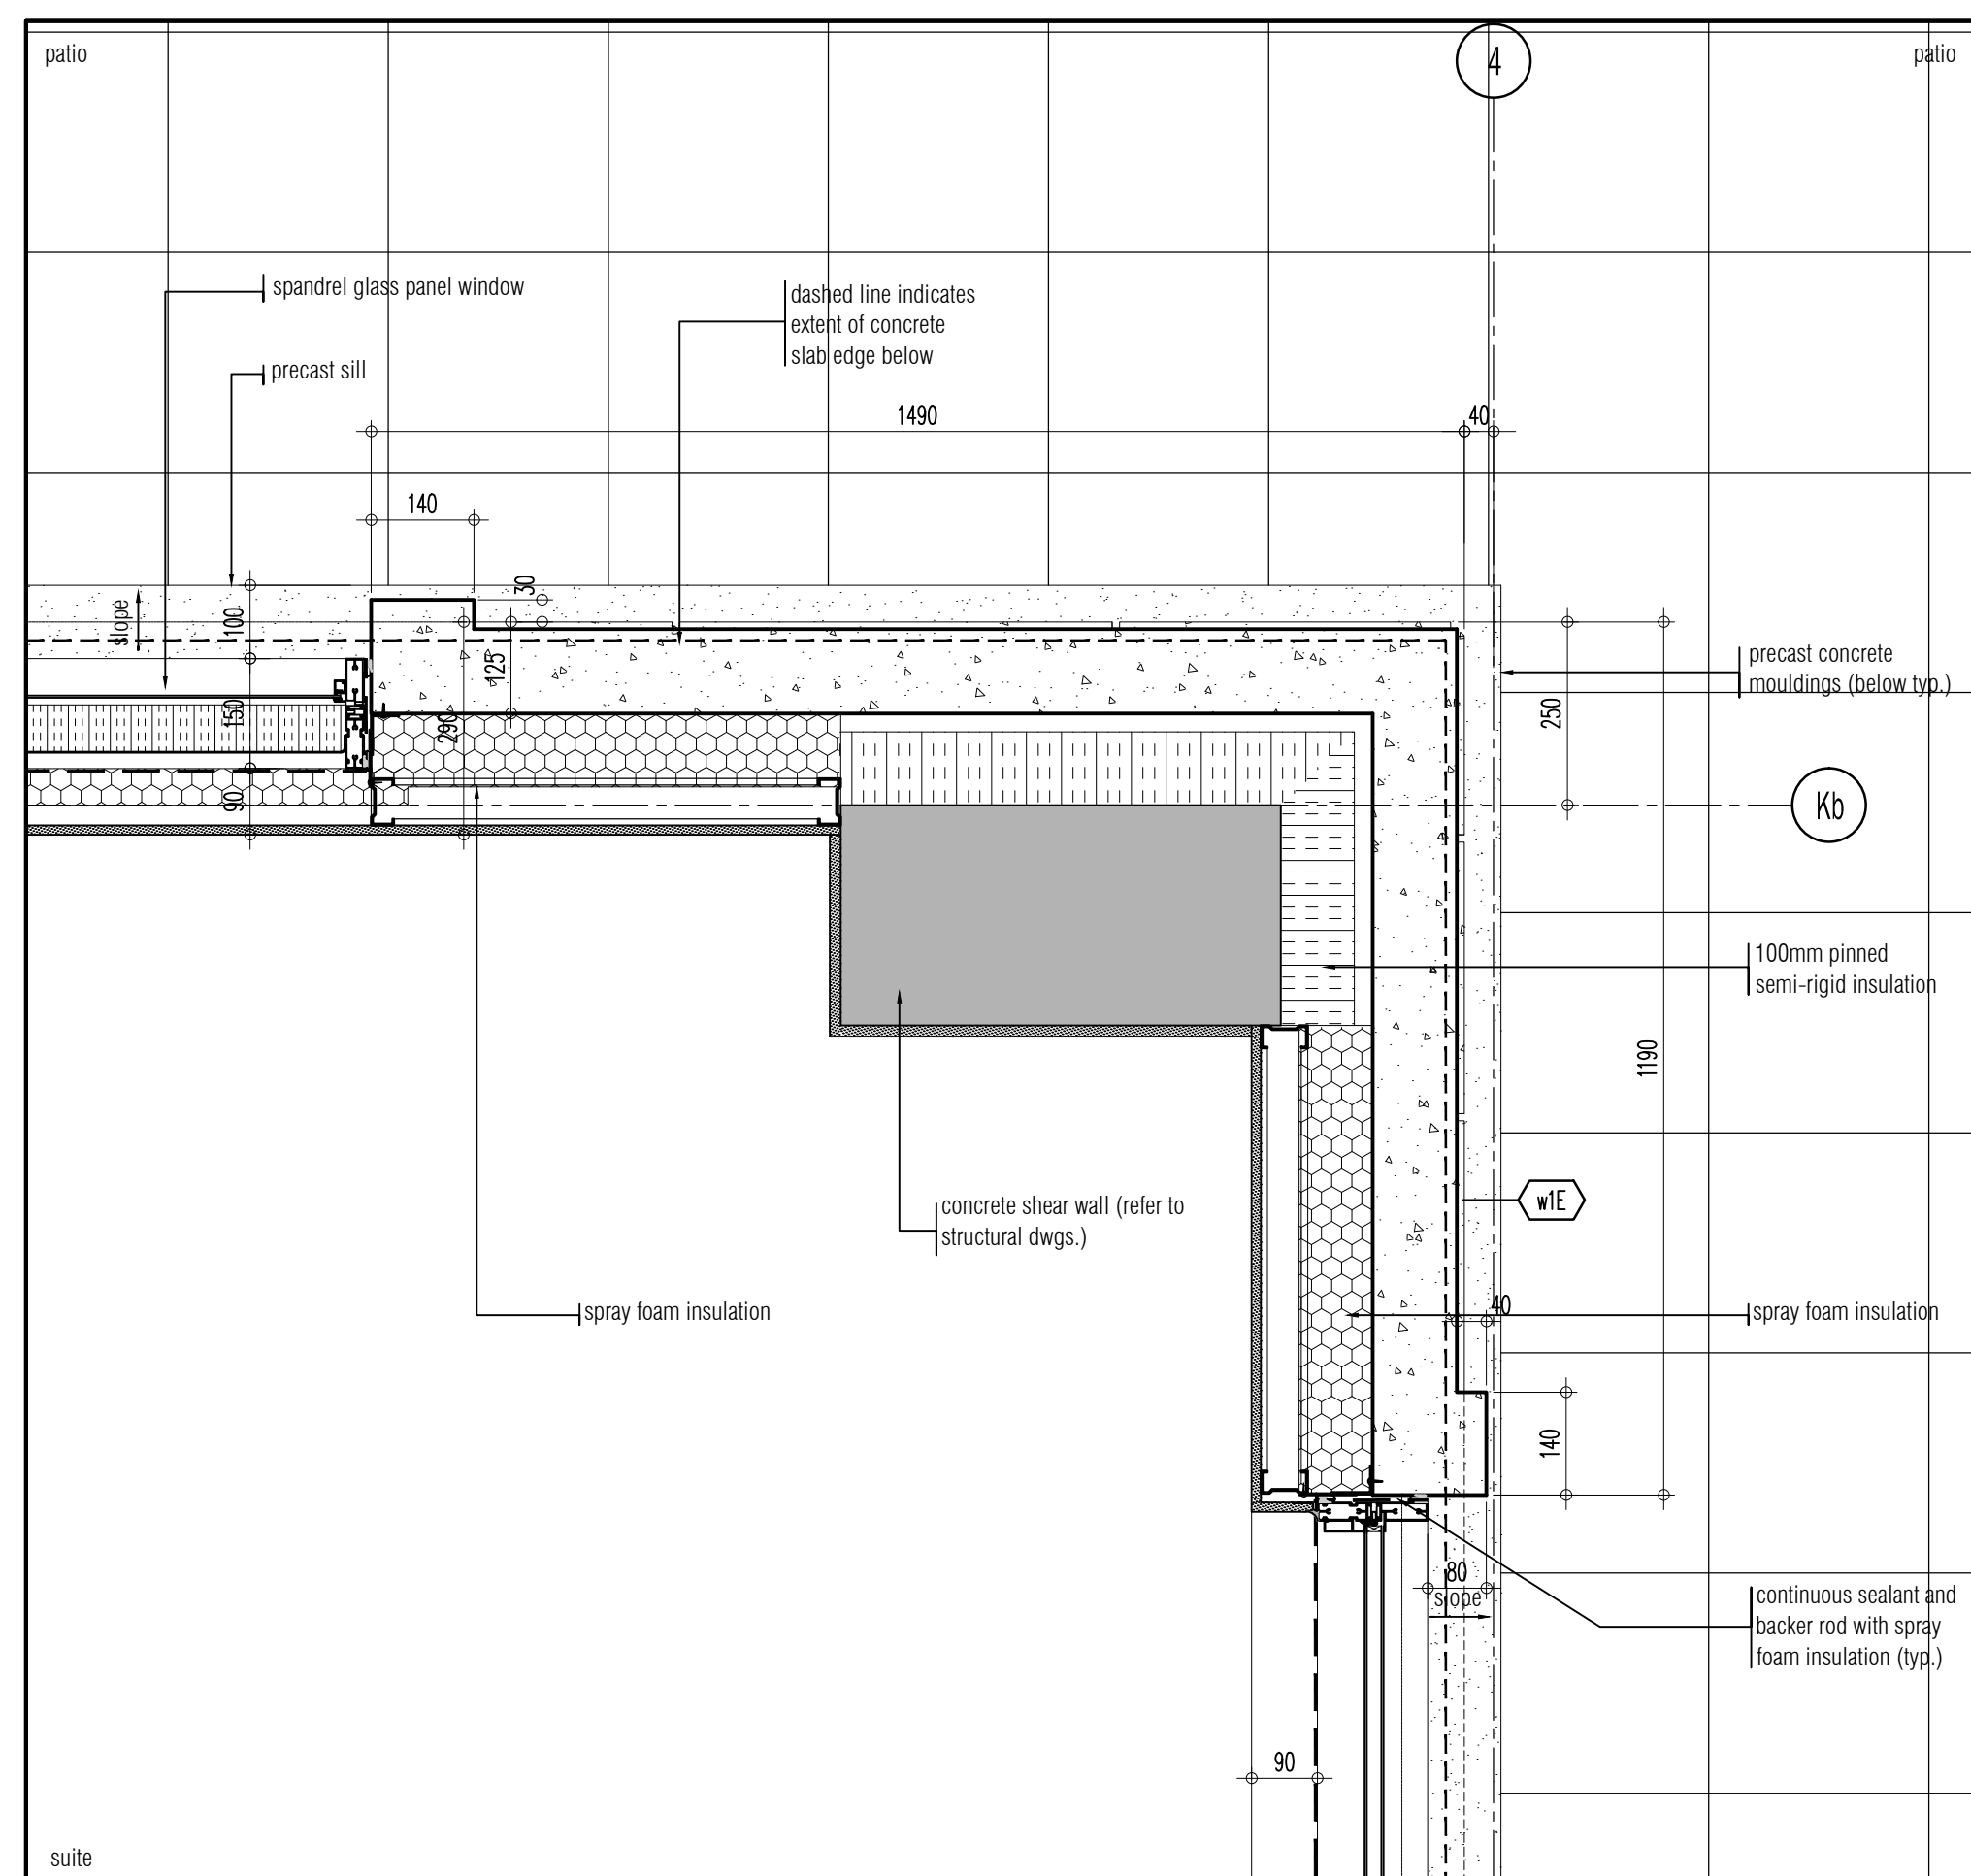 patio
4
patio
spandrel glass panel window
dashed line indicates
extent of concrete
slab edge below
precast sill
1490
40
140
30
slope
100
125
290
150
90
250
precast concrete
mouldings (below typ.)
Kb
100mm pinned
semi-rigid insulation
1190
w1E
concrete shear wall (refer to
structural dwgs.)
spray foam insulation
40
spray foam insulation
140
80
slope
continuous sealant and
backer rod with spray
foam insulation (typ.)
90
suite